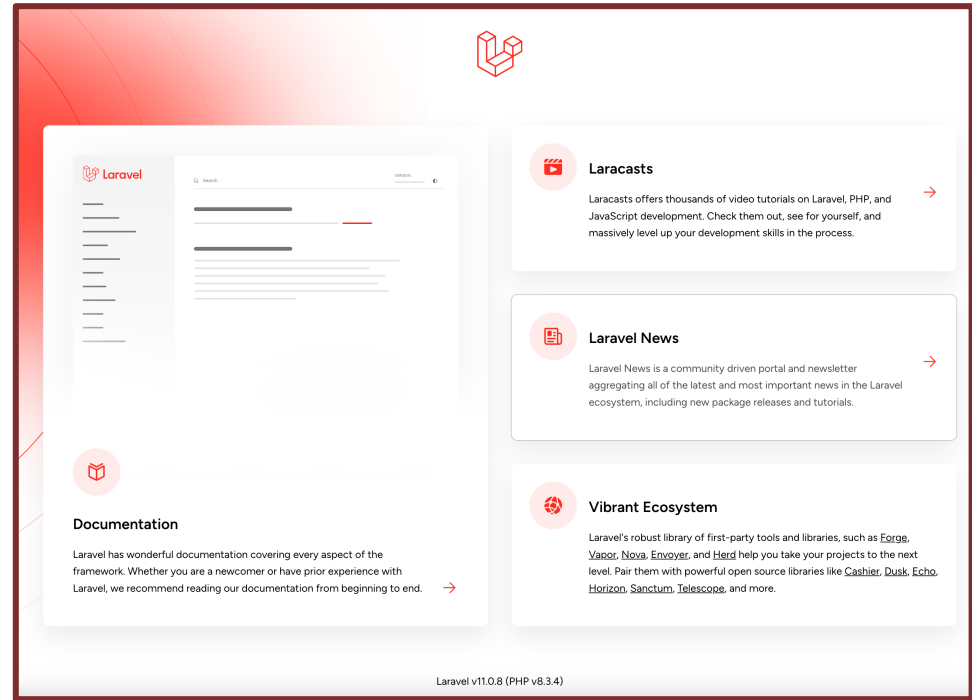 Laravel
Search
VERSION
Documentation
Laravel has wonderful documentation covering every aspect of the
framework. Whether you are a newcomer or have prior experience with
Laravel, we recommend reading our documentation from beginning to end.
Laracasts
Laracasts offers thousands of video tutorials on Laravel, PHP, and
JavaScript development. Check them out, see for yourself, and
massively level up your development skills in the process.
Laravel News
Laravel News is a community driven portal and newsletter
aggregating all of the latest and most important news in the Laravel
ecosystem, including new package releases and tutorials.
Vibrant Ecosystem
Laravel's robust library of first-party tools and libraries, such as Forge,
Vapor, Nova, Envoyer, and Herd help you take your projects to the next
level. Pair them with powerful open source libraries like Cashier, Dusk, Echo,
Horizon, Sanctum, Telescope, and more.
Laravel v11.0.8 (PHP v8.3.4)